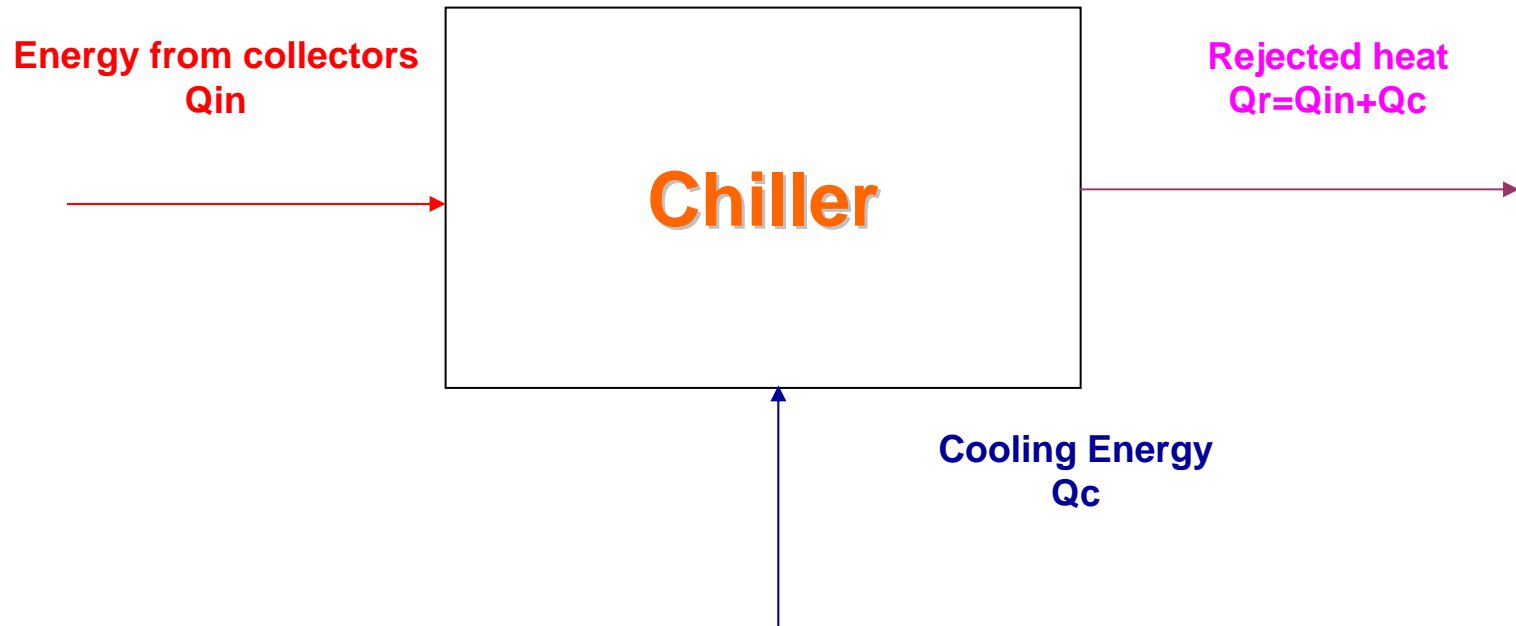 Energy from collectors
Qin
Rejected heat
Qr=Qin+Qc
Chiller
Cooling Energy
Qc